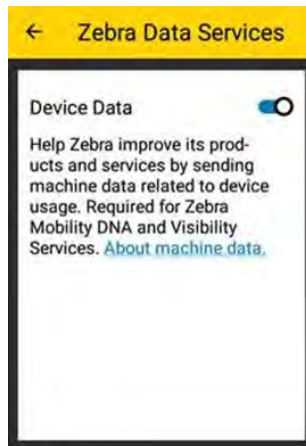 Zebra Data Services
Device Data
Help Zebra improve its prod-
ucts and services by sending
machine data related to device
usage. Required for Zebra
Mobility DNA and Visibility
Services. About machine data.